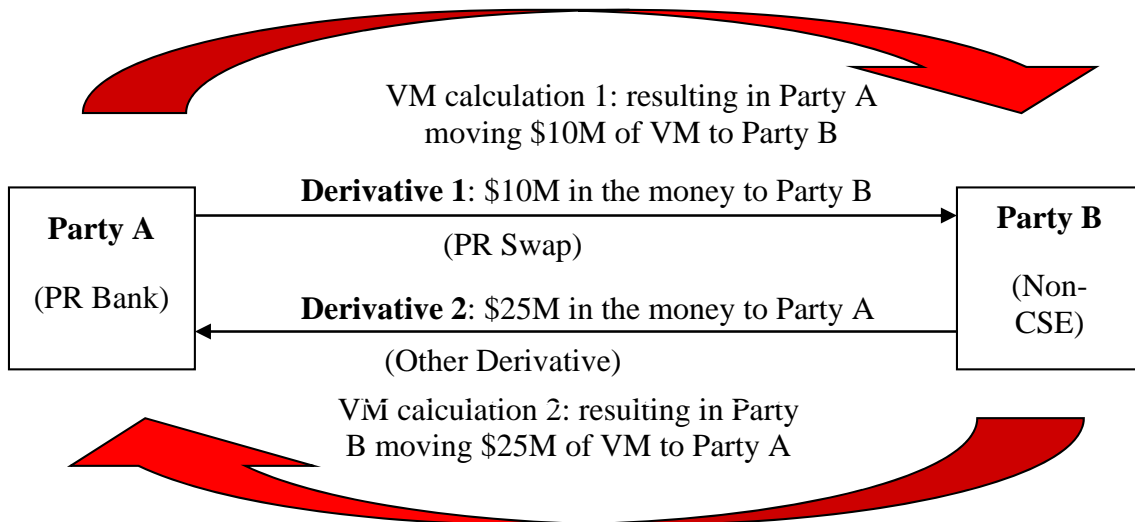 VM calculation 1: resulting in Party A
moving $10M of VM to Party B
Derivative 1: $10M in the money to Party B
Party A
(PR Swap)
Party B
(PR Bank)
Derivative 2: $25M in the money to Party A
(Non-
CSE)
(Other Derivative)
VM calculation 2: resulting in Party
B moving $25M of VM to Party A